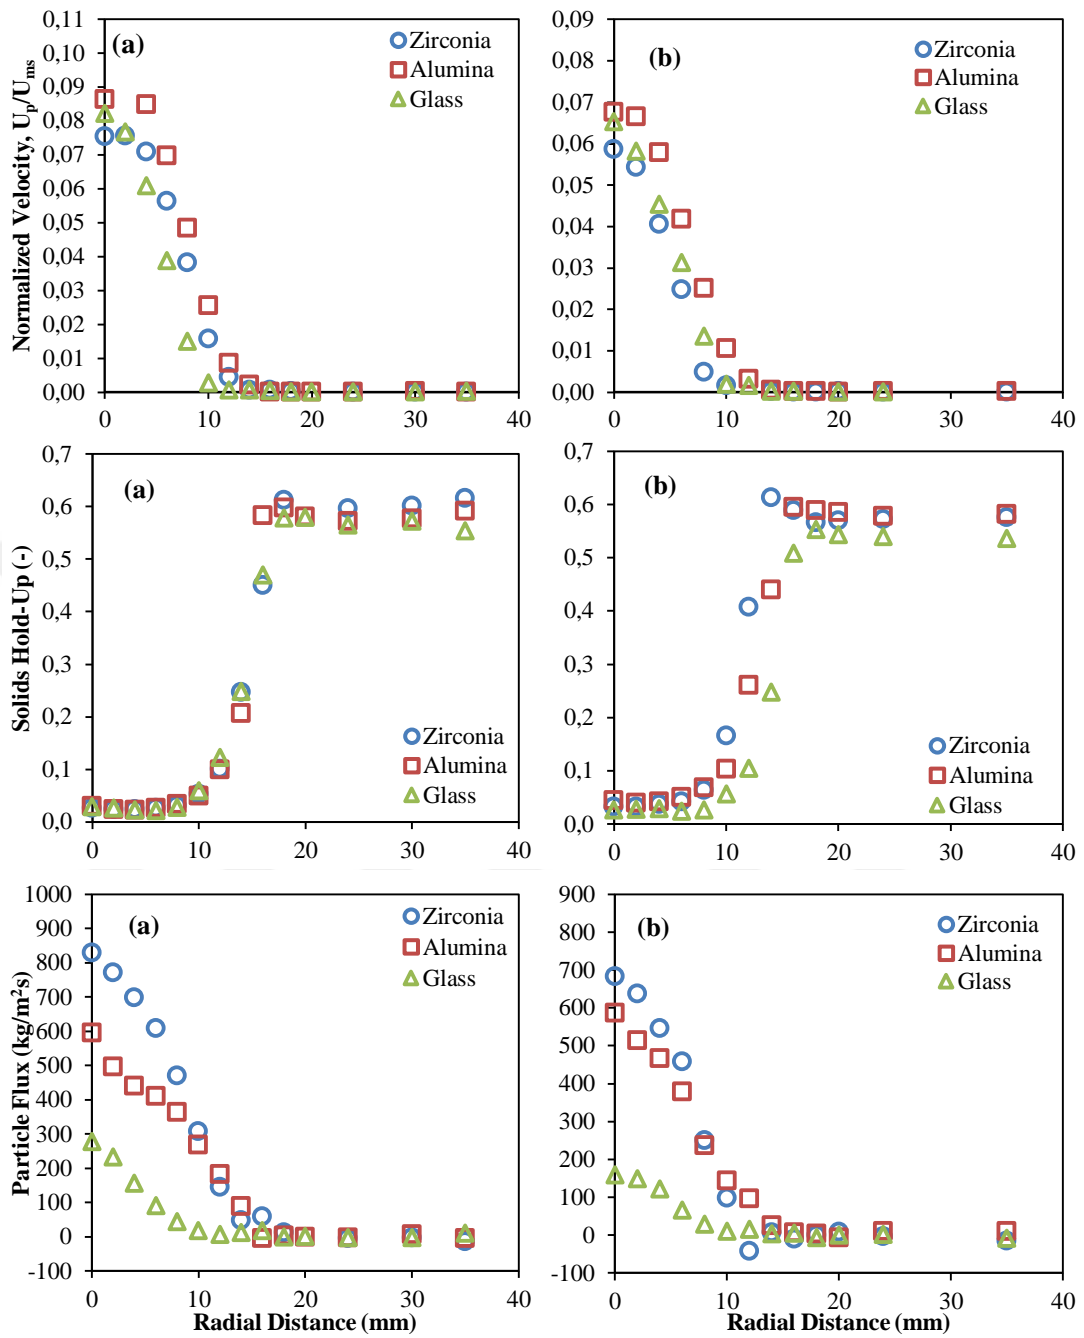 Normalized Velocity, Up/Ums
0,11
0,10
0,09
0,08
0,07
0,06
0,05
0,04
0,03
0,02
0,01
0,00
0 10 20 30 40
(a)
Zirconia
Alumina
Glass
0,09
0,08
0,07
0,06
0,05
0,04
0,03
0,02
0,01
0,00
0 10 20 30 40
(b)
Zirconia
Alumina
Glass
Solids Hold-Up (-)
0,7
0,6
0,5
0,4
0,3
0,2
0,1
0,0
0 10 20 30 40
(a)
Zirconia
Alumina
Glass
0,7
0,6
0,5
0,4
0,3
0,2
0,1
0,0
0 10 20 30 40
(b)
Zirconia
Alumina
Glass
Particle Flux (kg/m²s)
1000
900
800
700
600
500
400
300
200
100
0
-100
0 10 20 30 40
Radial Distance (mm)
(a)
Zirconia
Alumina
Glass
900
800
700
600
500
400
300
200
100
0
-100
0 10 20 30 40
Radial Distance (mm)
(b)
Zirconia
Alumina
Glass